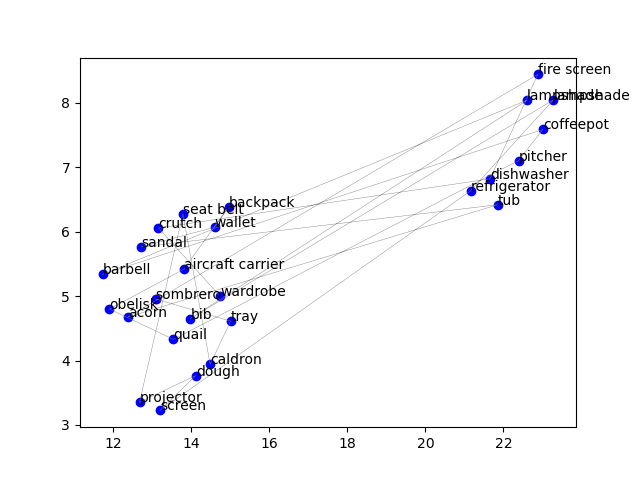 fire screen
lampshade
coffeepot
pitcher
dishwasher
refrigerator
tub
backpack
seat belt
wallet
crutch
sandal
aircraft carrier
barbell
wardrobe
sombrero
obelisk
acorn
bib
tray
quail
caldron
dough
projector
screen
8
7
6
5
4
3
12
14
16
18
20
22